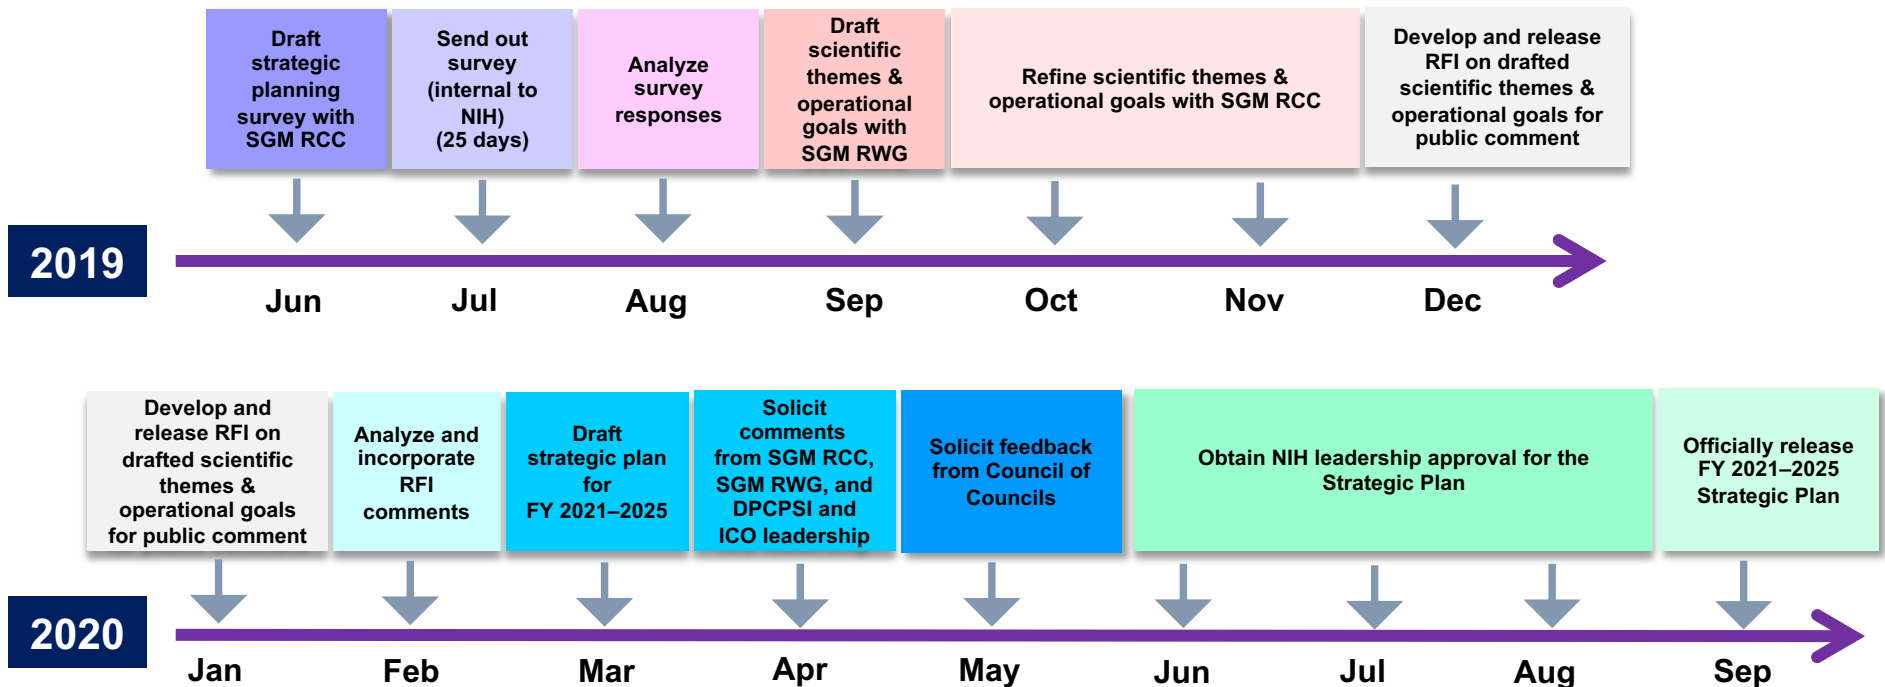 Draft
strategic
planning
survey with
SGM RCC
Send out
survey
(internal to
NIH)
(25 days)
Analyze
survey
responses
Draft
scientific
themes &
operational
goals with
SGM RWG
Refine scientific themes &
operational goals with SGM RCC
Develop and release
RFI on drafted
scientific themes &
operational goals for
public comment
2019
Jun
Jul
Aug
Sep
Oct
Nov
Dec
Develop and
release RFI on
drafted scientific
themes &
operational goals
for public comment
Analyze and
incorporate
RFI
comments
Draft
strategic plan
for
FY 2021–2025
Solicit
comments
from SGM RCC,
SGM RWG, and
DPCPSI and
ICO leadership
Solicit feedback
from Council of
Councils
Obtain NIH leadership approval for the
Strategic Plan
Officially release
FY 2021–2025
Strategic Plan
2020
Jan
Feb
Mar
Apr
May
Jun
Jul
Aug
Sep